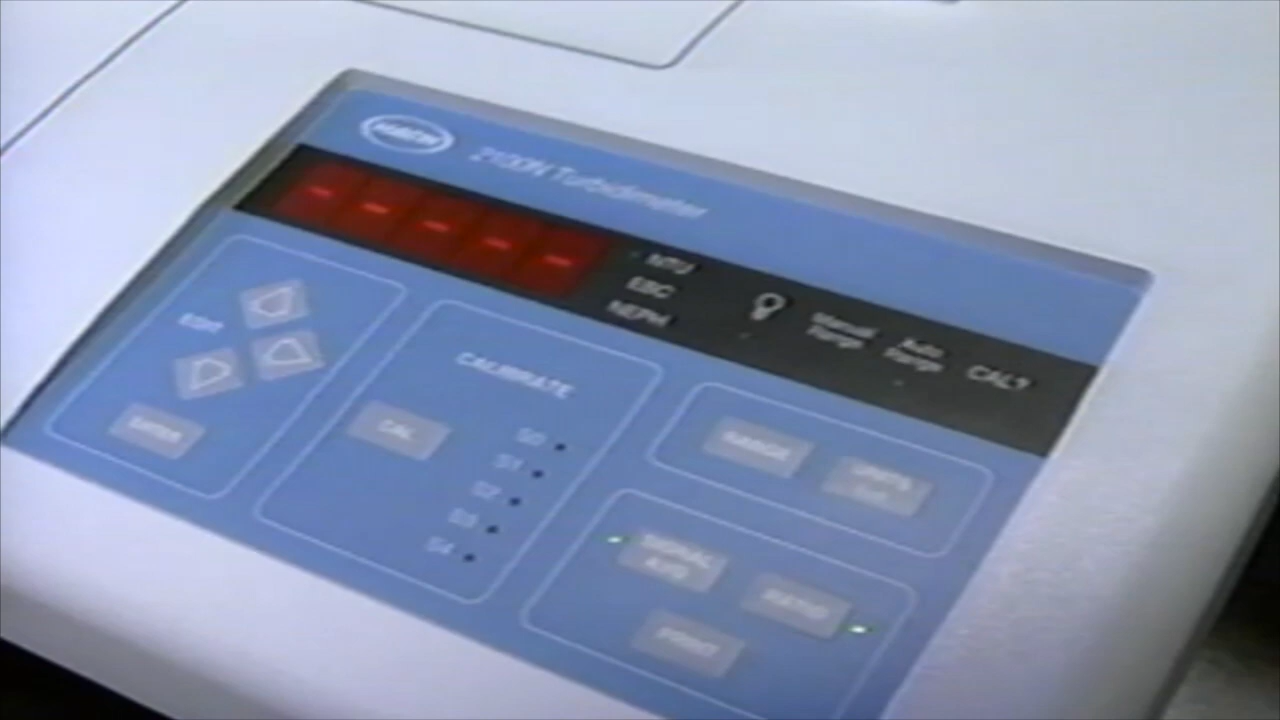 HACH
2100N Turbidimeter
- - - - -
NTU
EBC
NEPH
Manual
Range
Auto
Range
CAL?
EDIT
ENTER
CALIBRATE
CAL
S0
S1
S2
S3
S4
RANGE
UNITS
SIGNAL
AVG
RATIO
PRINT